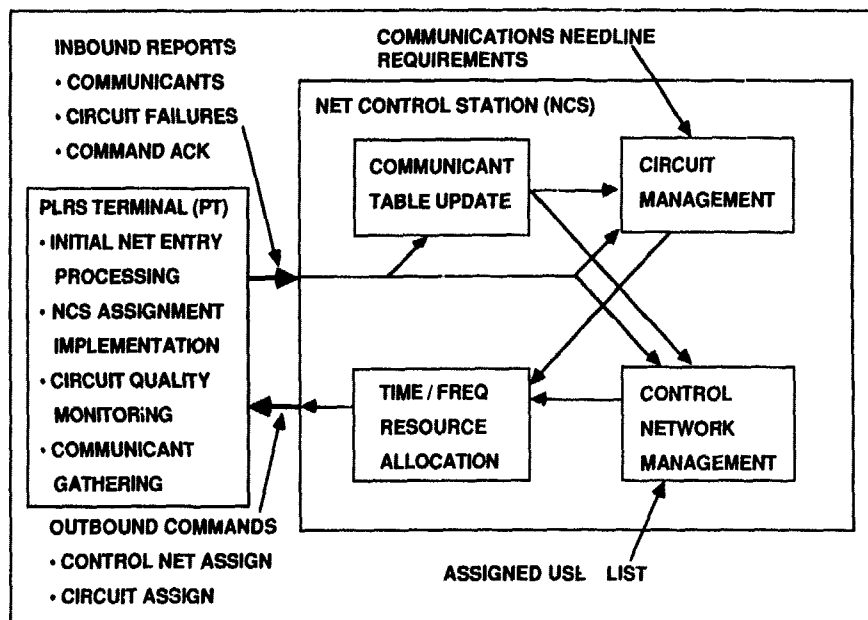 INBOUND REPORTS
• COMMUNICANTS
• CIRCUIT FAILURES
• COMMAND ACK
COMMUNICATIONS NEEDLINE
REQUIREMENTS
NET CONTROL STATION (NCS)
COMMUNICANT
TABLE UPDATE
CIRCUIT
MANAGEMENT
PLRS TERMINAL (PT)
• INITIAL NET ENTRY
PROCESSING
• NCS ASSIGNMENT
IMPLEMENTATION
• CIRCUIT QUALITY
MONITORING
• COMMUNICANT
GATHERING
TIME / FREQ
RESOURCE
ALLOCATION
CONTROL
NETWORK
MANAGEMENT
OUTBOUND COMMANDS
• CONTROL NET ASSIGN
• CIRCUIT ASSIGN
ASSIGNED LIST